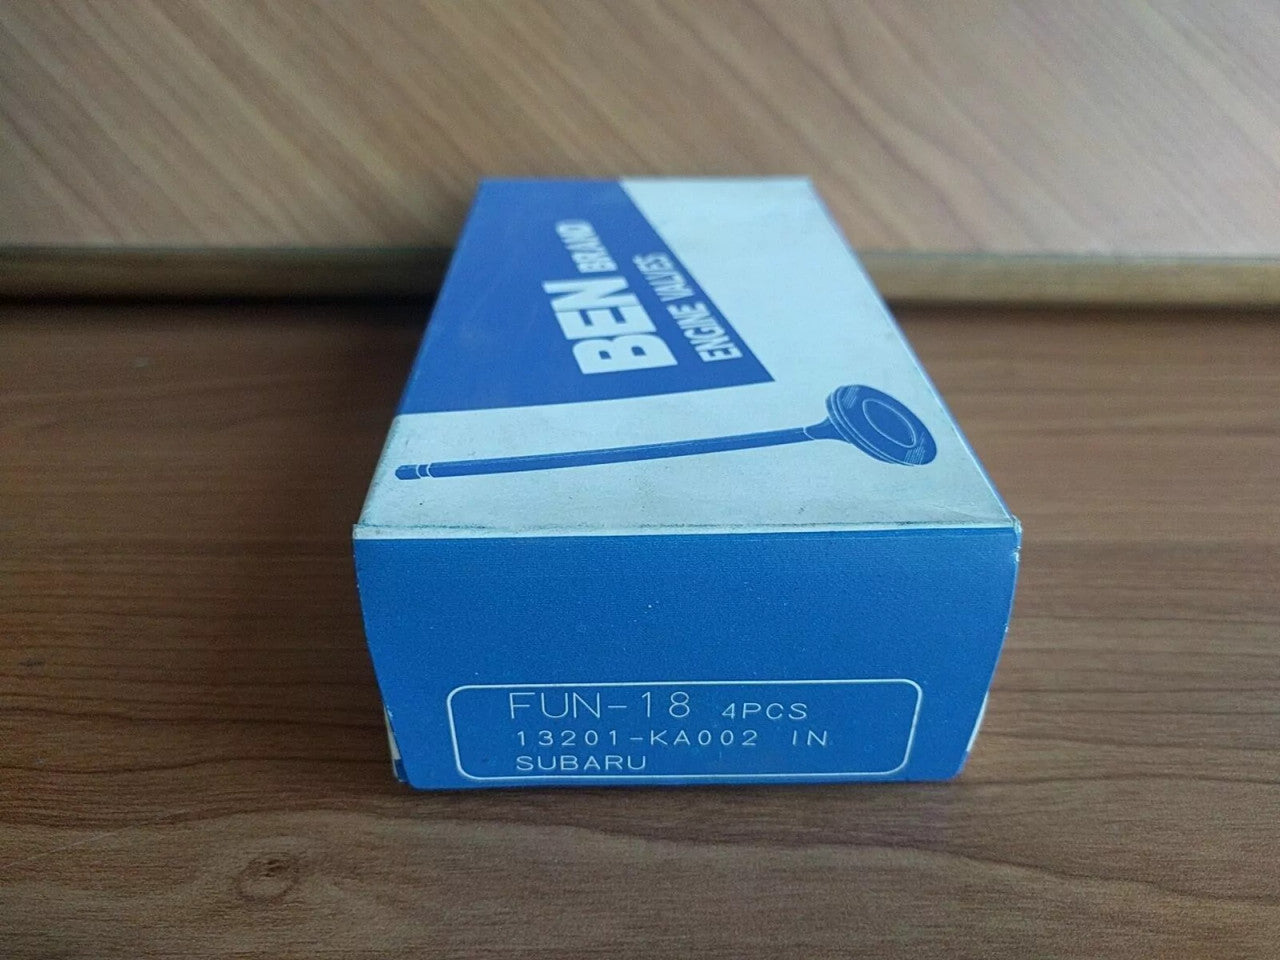 BEN BRAND
ENGINE VALVES
FUN-18 4PCS
13201-KA002 IN
SUBARU